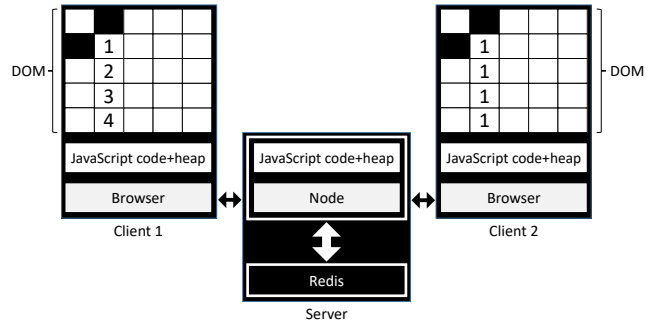 1 1
DOM 2 1 DOM
3 1
4 1
JavaScript code+heap JavaScript code+heap JavaScript code+heap
Browser Node Browser
Client 1 Client 2
Redis
Server